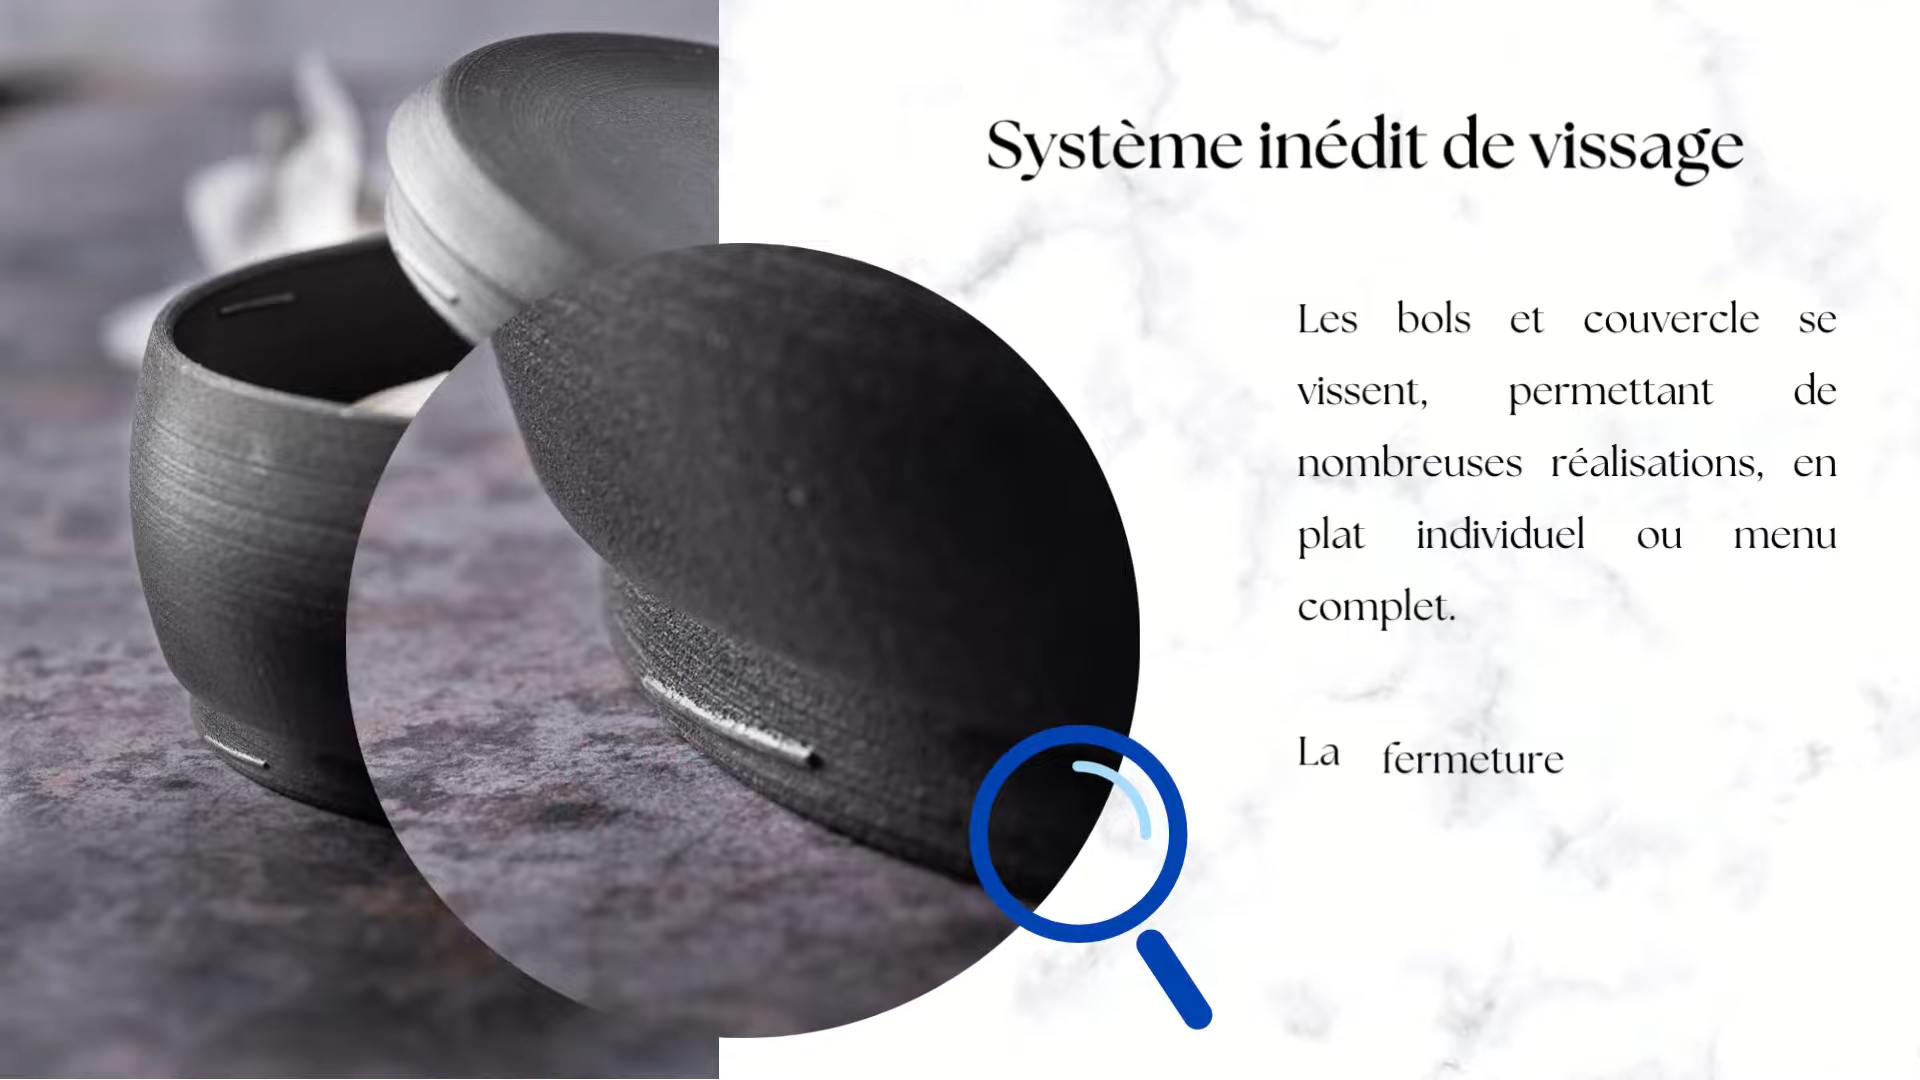 Système inédit de vissage
Les bols et couvercle se
vissent, permettant de
nombreuses réalisations, en
plat individuel ou menu
complet.
La fermeture